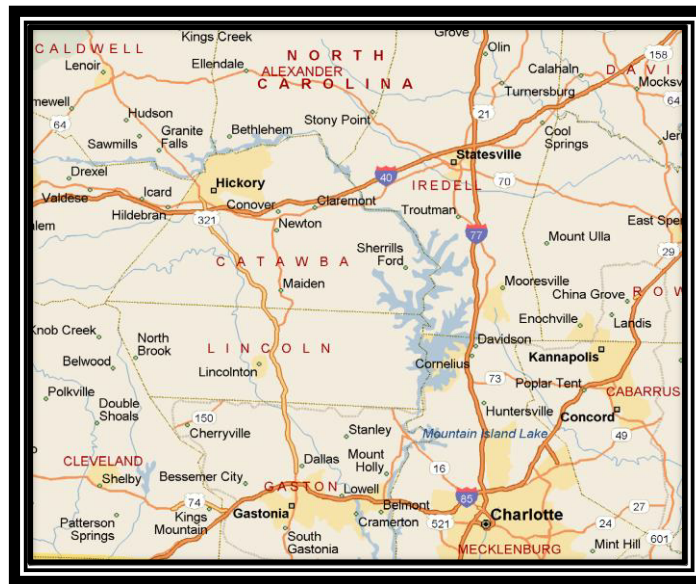 Kings Creek
Grove
Olin
158
CALDWELL
NORTH
Lenoir
Ellendale
ALEXANDER
CAROLINA
Calahaln
DAVI
Turnersburg
Mocksv
mewell
64
Hudson
Stony Point
21
64
Sawmills
Granite
Falls
Bethlehem
Cool
Springs
Jer
Drexel
Statesville
Hickory
40
IREDELL
70
Valdese
Icard
Conover
Claremont
Troutman
East Spe
alem
Hildebran
321
Newton
77
Mount Ulla
29
Sherrills
Ford
CATAWBA
Maiden
Mooresville
China Grove
ROW
Enochville
Landis
Knob Creek
North
Brook
LINCOLN
Davidson
Kannapolis
Belwood
Lincolnton
Cornelius
73
Poplar Tent
CABARRUS
Polkville
Double
Shoals
150
Cherryville
Stanley
Huntersville
Concord
Mountain Island Lake
49
CLEVELAND
Dallas
Mount
Holly
16
Shelby
Bessemer City
GASTON
Lowell
85
74
Belmont
Charlotte
Patterson
Springs
Kings
Mountain
Gastonia
Cramerton
521
24
27
South
Gastonia
MECKLENBURG
Mint Hill
601